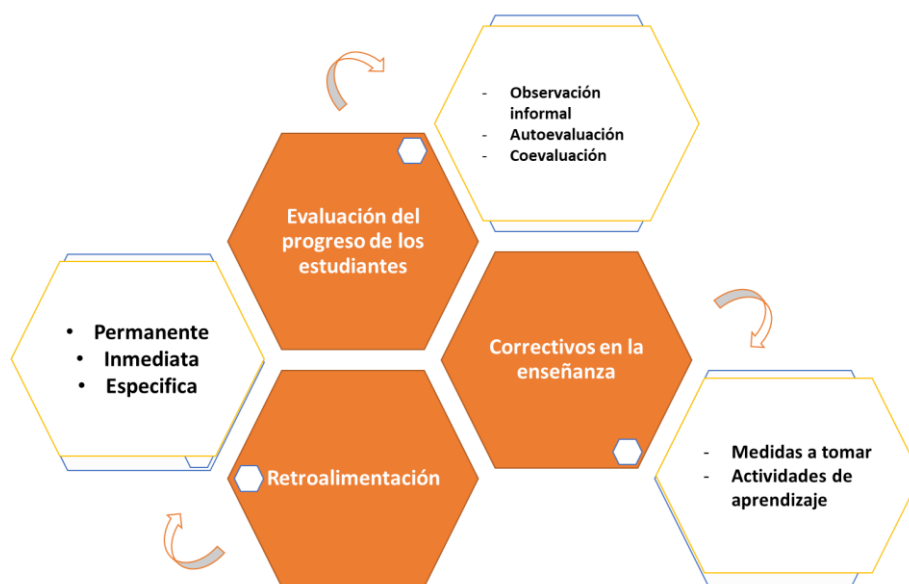 - Observación
informal
- Autoevaluación
- Coevaluación
Evaluación del
progreso de los
estudiantes
• Permanente
• Inmediata
• Especifica
Correctivos en la
enseñanza
Retroalimentación
- Medidas a tomar
- Actividades de
aprendizaje